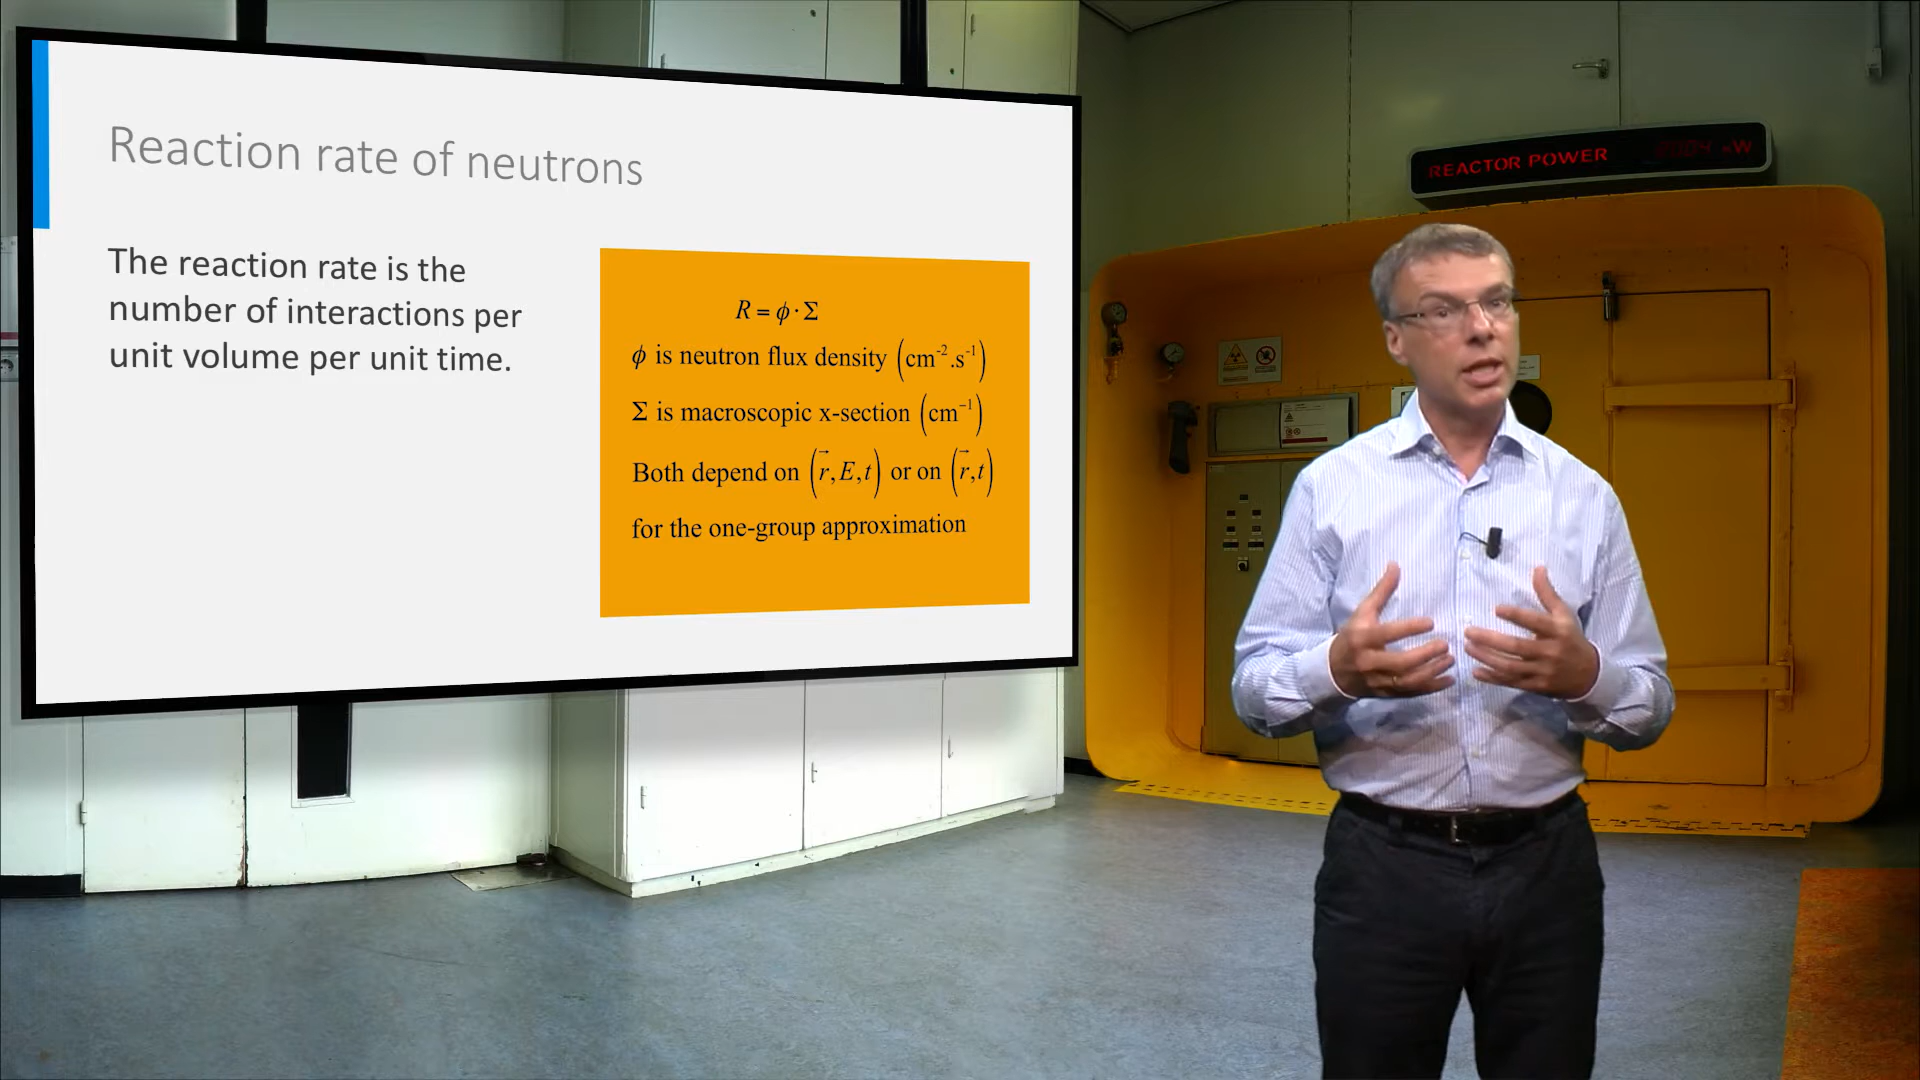 Reaction rate of neutrons
The reaction rate is the
number of interactions per
unit volume per unit time.
R = ϕ · Σ
ϕ is neutron flux density (cm⁻².s⁻¹)
Σ is macroscopic x-section (cm⁻¹)
Both depend on (r⃗, E, t) or on (r⃗, t)
for the one-group approximation
REACTOR POWER
kW